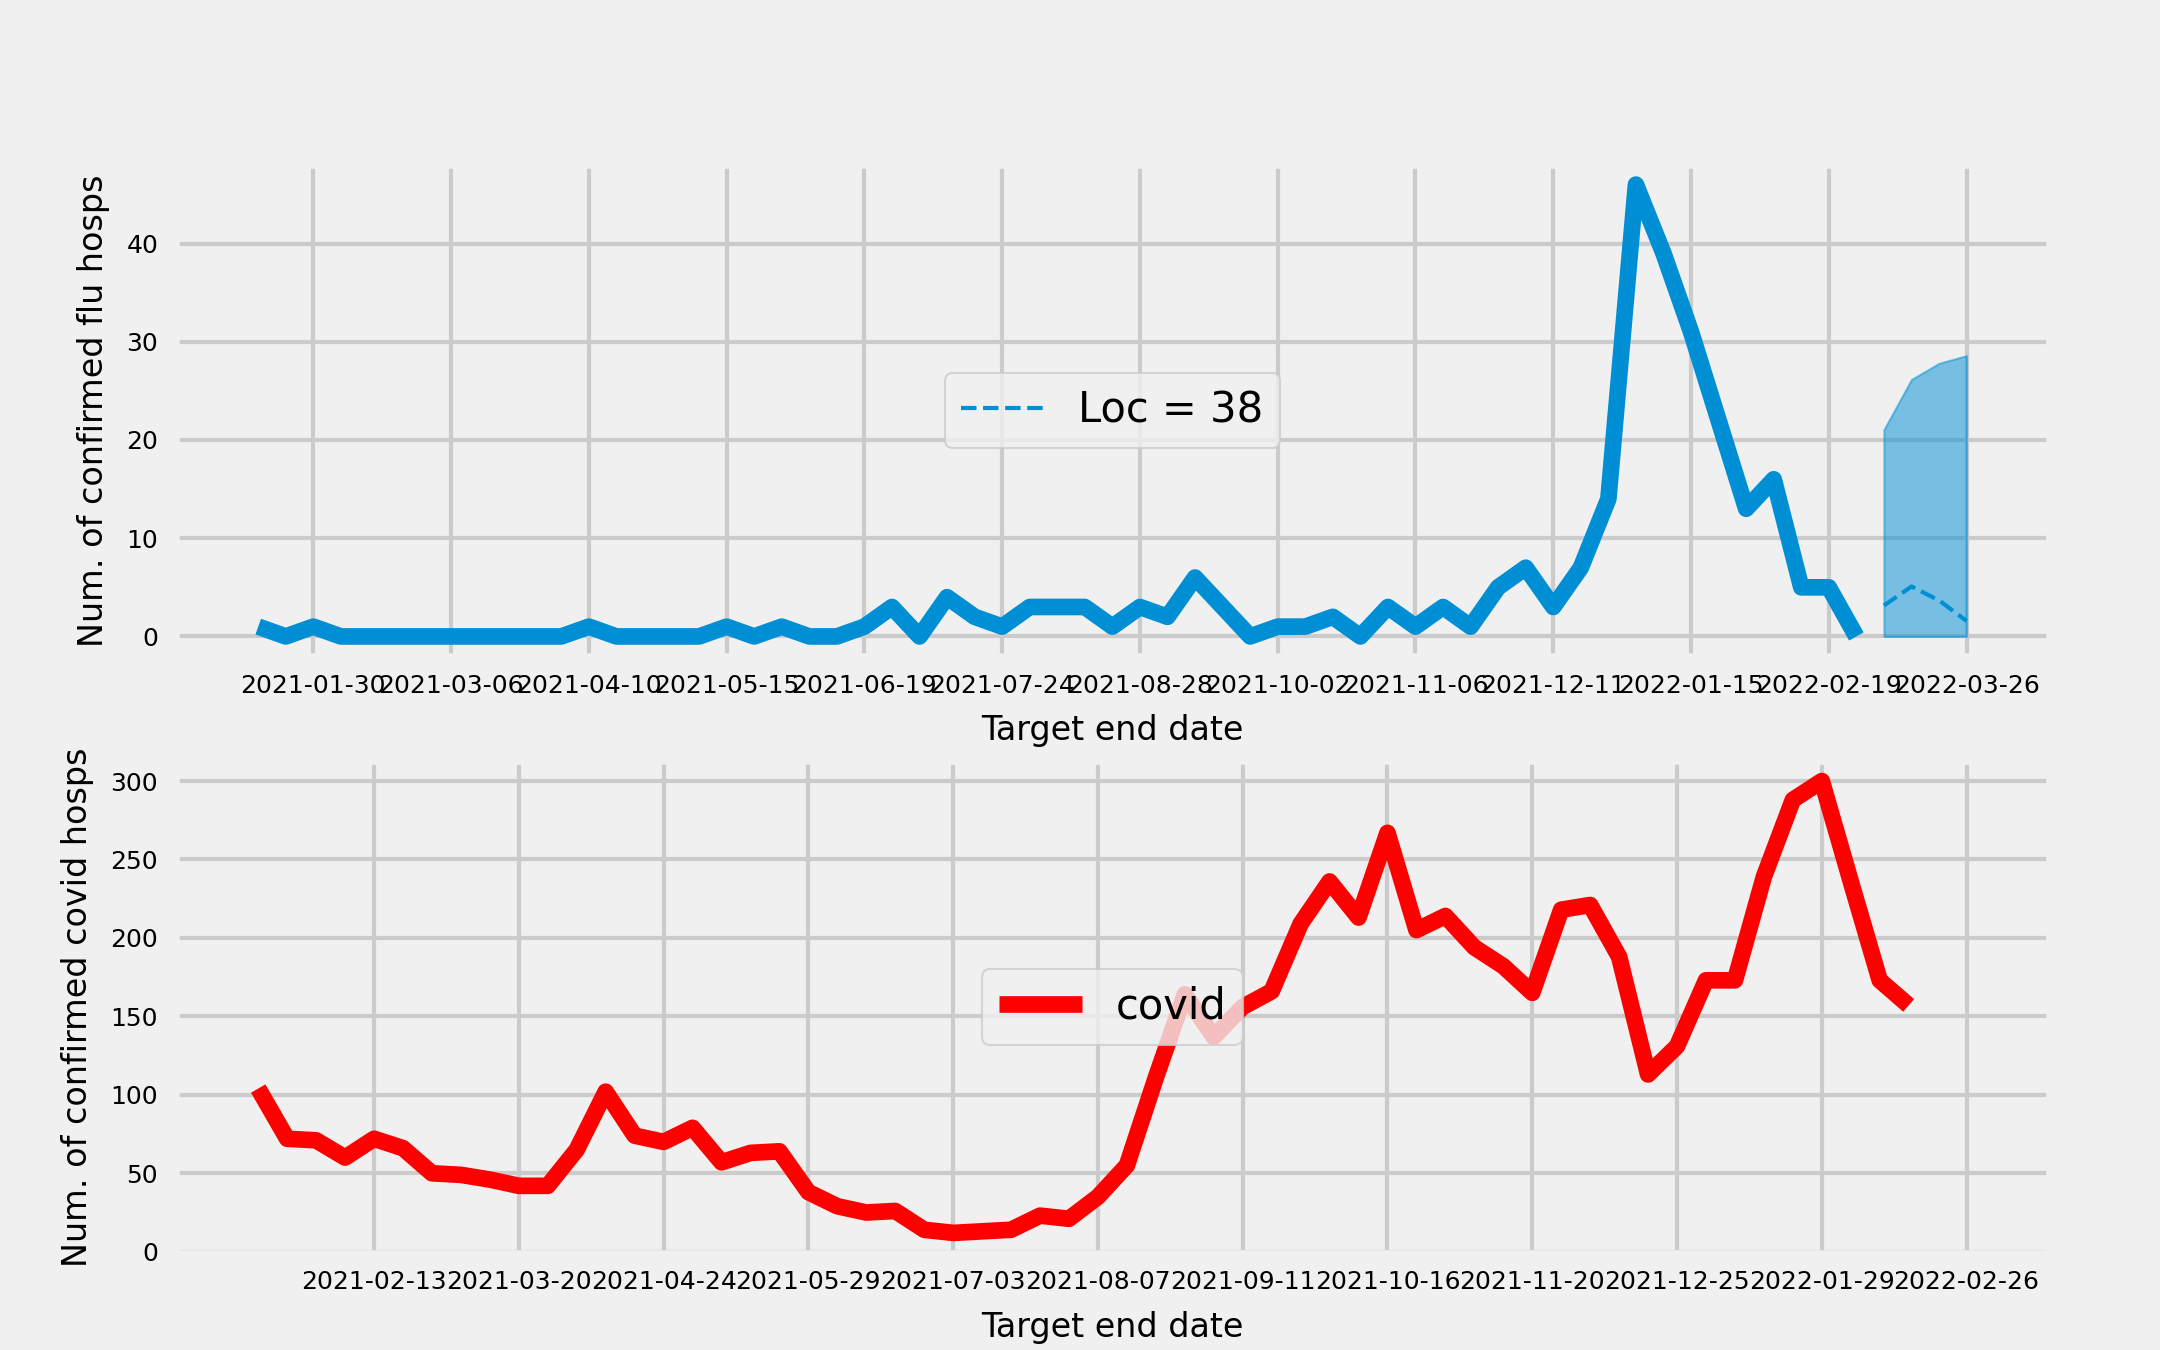 Num. of confirmed flu hosps
40
30
20
10
0
Loc = 38
2021-01-30 2021-03-06 2021-04-10 2021-05-15 2021-06-19 2021-07-24 2021-08-28 2021-10-02 2021-11-06 2021-12-11 2022-01-15 2022-02-19 2022-03-26
Target end date
Num. of confirmed covid hosps
300
250
200
150
100
50
0
covid
2021-02-13 2021-03-20 2021-04-24 2021-05-29 2021-07-03 2021-08-07 2021-09-11 2021-10-16 2021-11-20 2021-12-25 2022-01-29 2022-02-26
Target end date